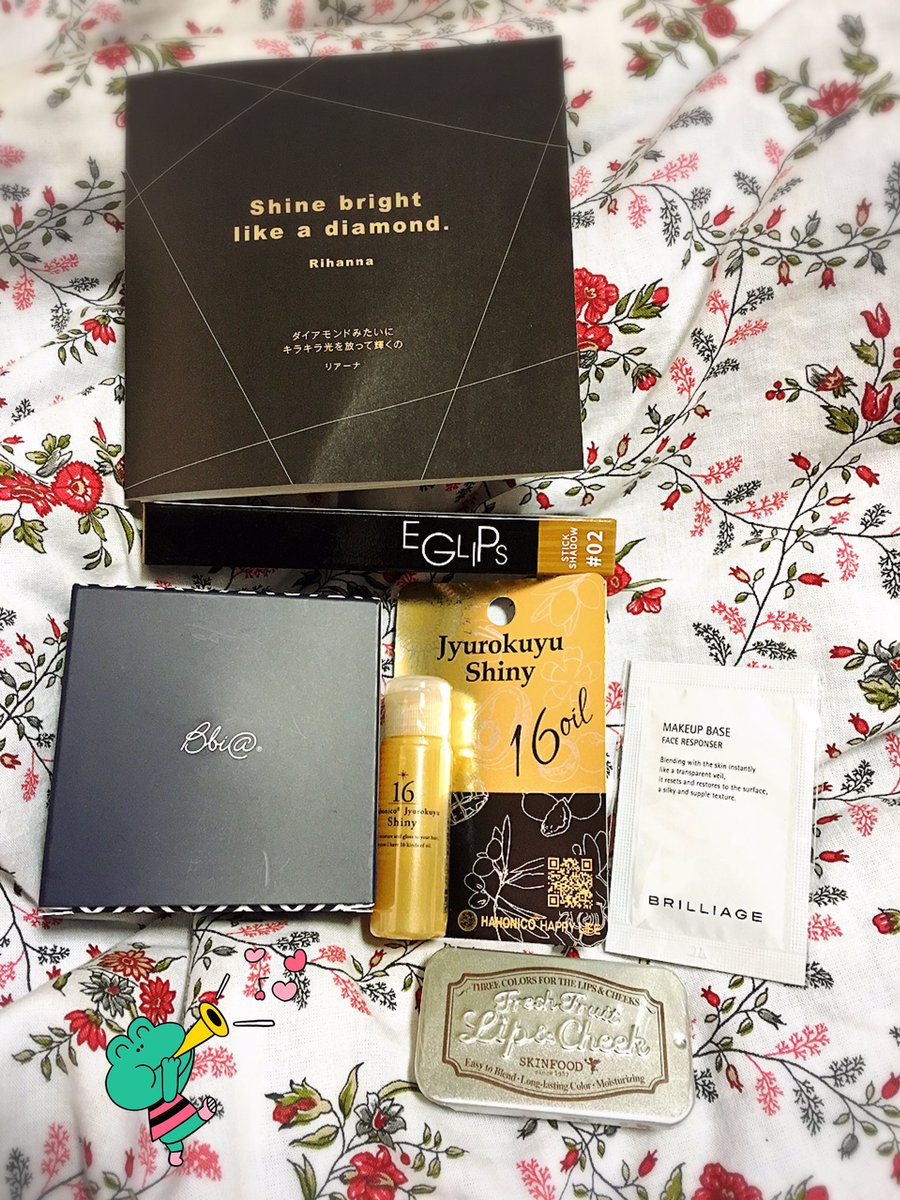 Shine bright
like a diamond.
Rihanna
ダイアモンドみたいに
キラキラ光を放って輝くの
リアーナ
EGLIPS
STICK
SHADOW
#02
Bbi@®
Jyurokuyu
Shiny
16 oil
16
Jyurokuyu
Shiny
HAHONICO HAPPY LIFE
MAKEUP BASE
FACE RESPONSER
Blending with the skin instantly
like a transparent veil,
it resets and restores to the surface,
a silky and supple texture.
BRILLIAGE
THREE COLORS FOR THE LIPS & CHEEKS
Fresh Fruit
Lip & Cheek
SKINFOOD
SINCE 1957
Easy to Blend · Long-lasting Color · Moisturizing